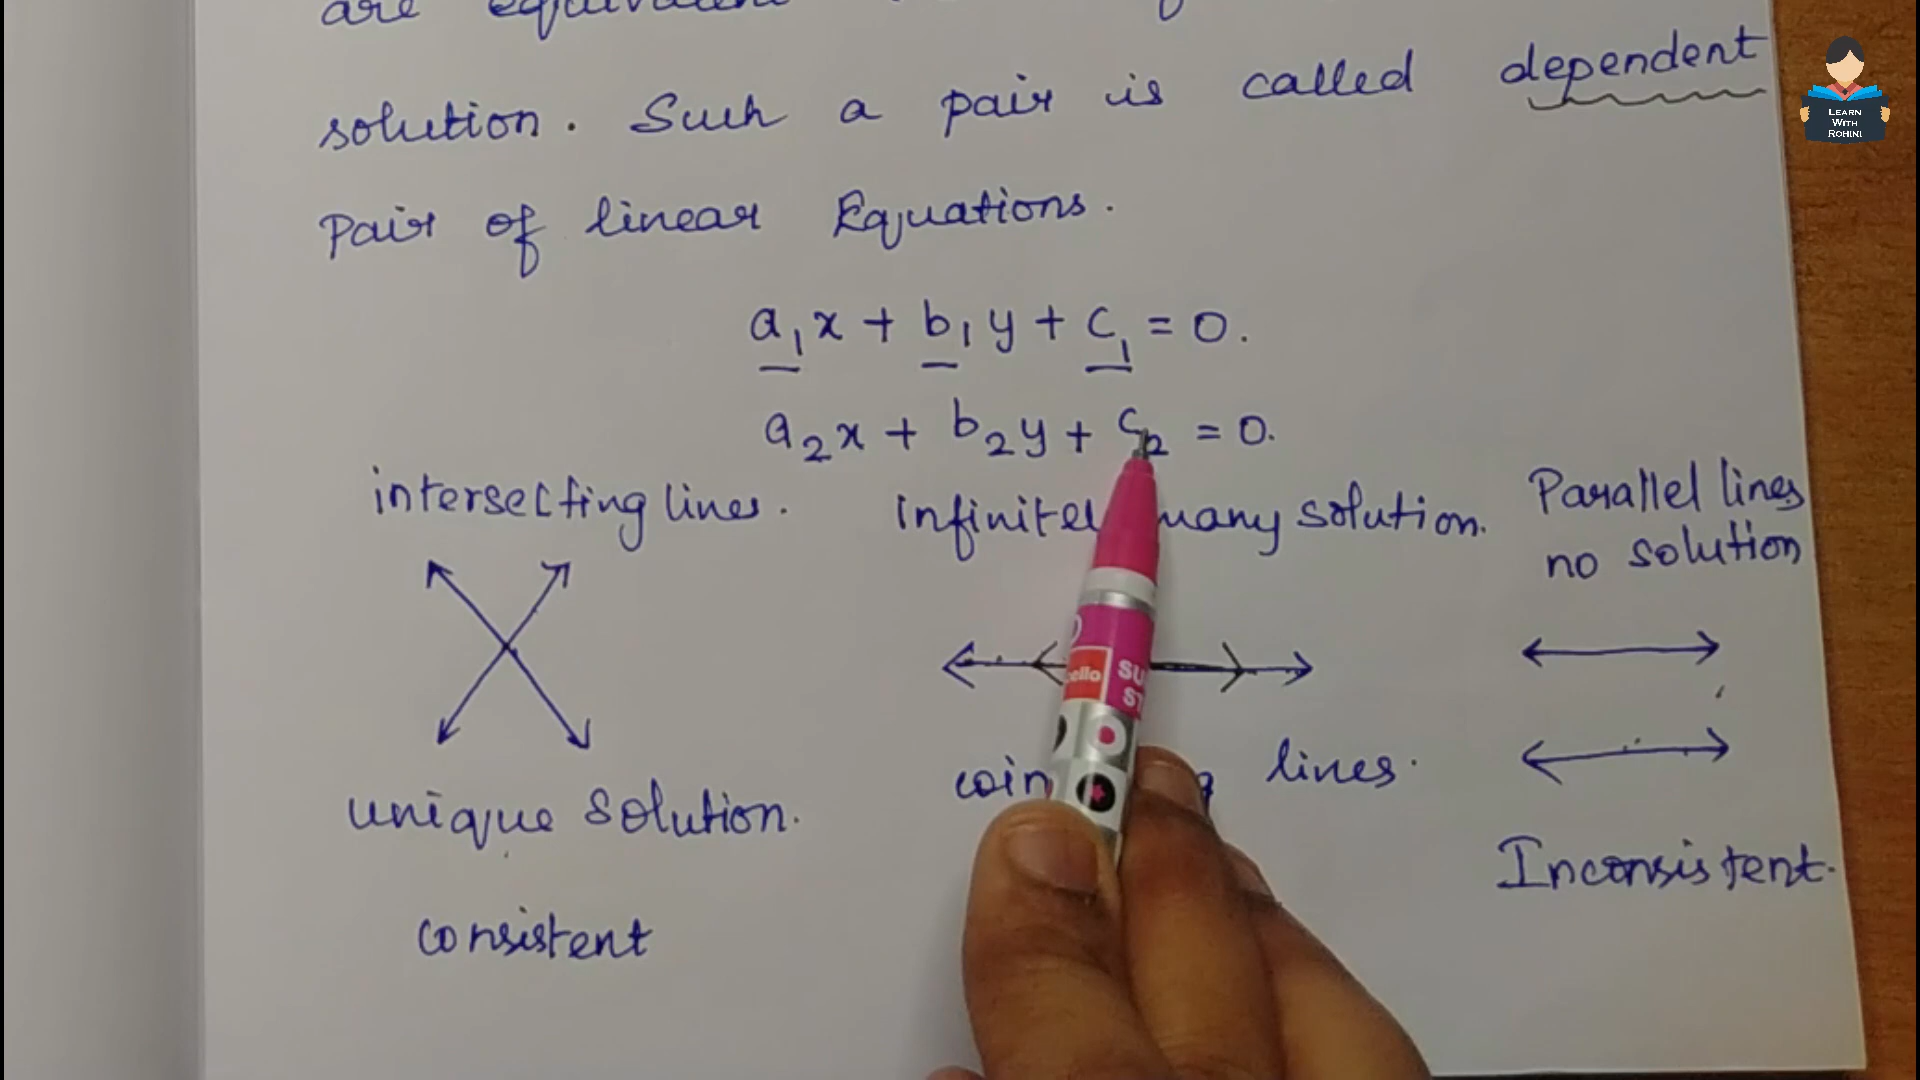 are
solution. Such a pair is called dependent
Pair of linear Equations.
a₁x + b₁y + c₁ = 0.
a₂x + b₂y + c₂ = 0.
intersecting lines.
unique solution.
consistent
many solution.
lines.
Parallel lines
no solution
Inconsistent.
LEARN
WITH
ROHINI